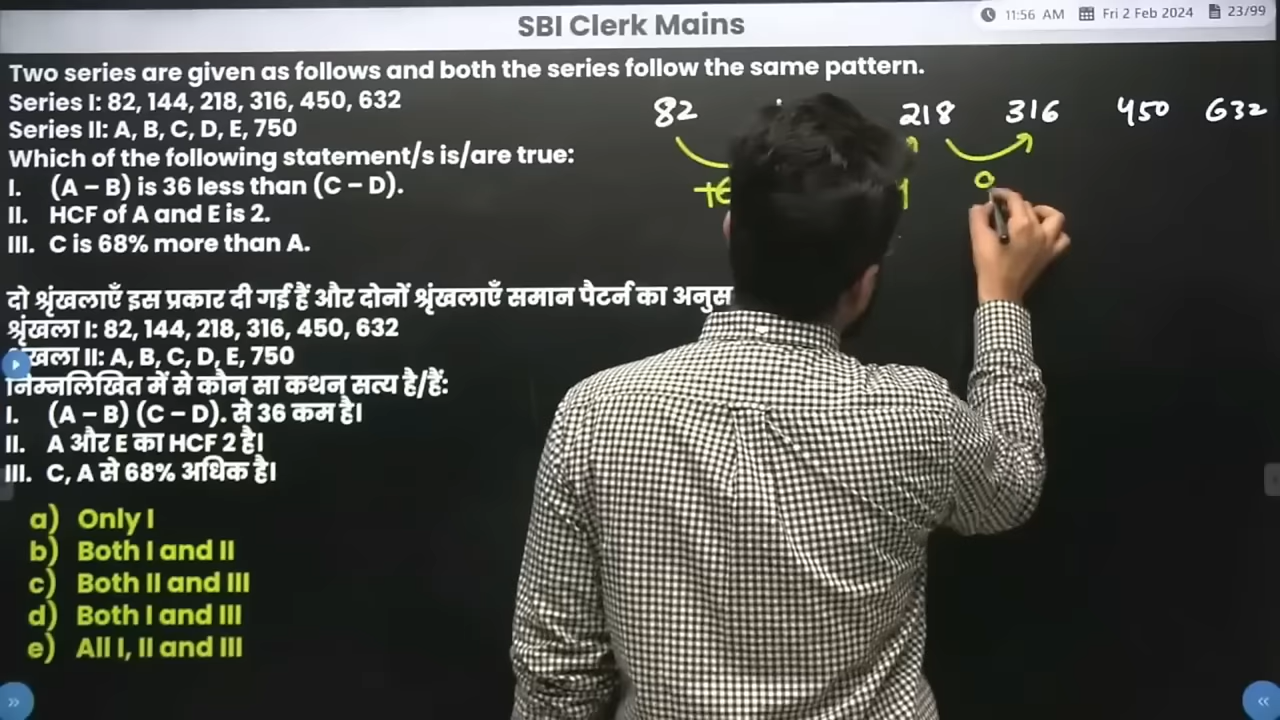 SBI Clerk Mains
11:56 AM Fri 2 Feb 2024 23/99
Two series are given as follows and both the series follow the same pattern.
Series I: 82, 144, 218, 316, 450, 632
Series II: A, B, C, D, E, 750
Which of the following statement/s is/are true:
I. (A – B) is 36 less than (C – D).
II. HCF of A and E is 2.
III. C is 68% more than A.
82 218 316 450 632
दो श्रृंखलाएँ इस प्रकार दी गई हैं और दोनों श्रृंखलाएँ समान पैटर्न का
श्रृंखला I: 82, 144, 218, 316, 450, 632
II: A, B, C, D, E, 750
निम्नलिखित में से कौन सा कथन सत्य है/हैं:
I. (A – B) (C – D). से 36 कम है।
II. A और E का HCF 2 है।
III. C, A से 68% अधिक है।
a) Only I
b) Both I and II
c) Both II and III
d) Both I and III
e) All I, II and III